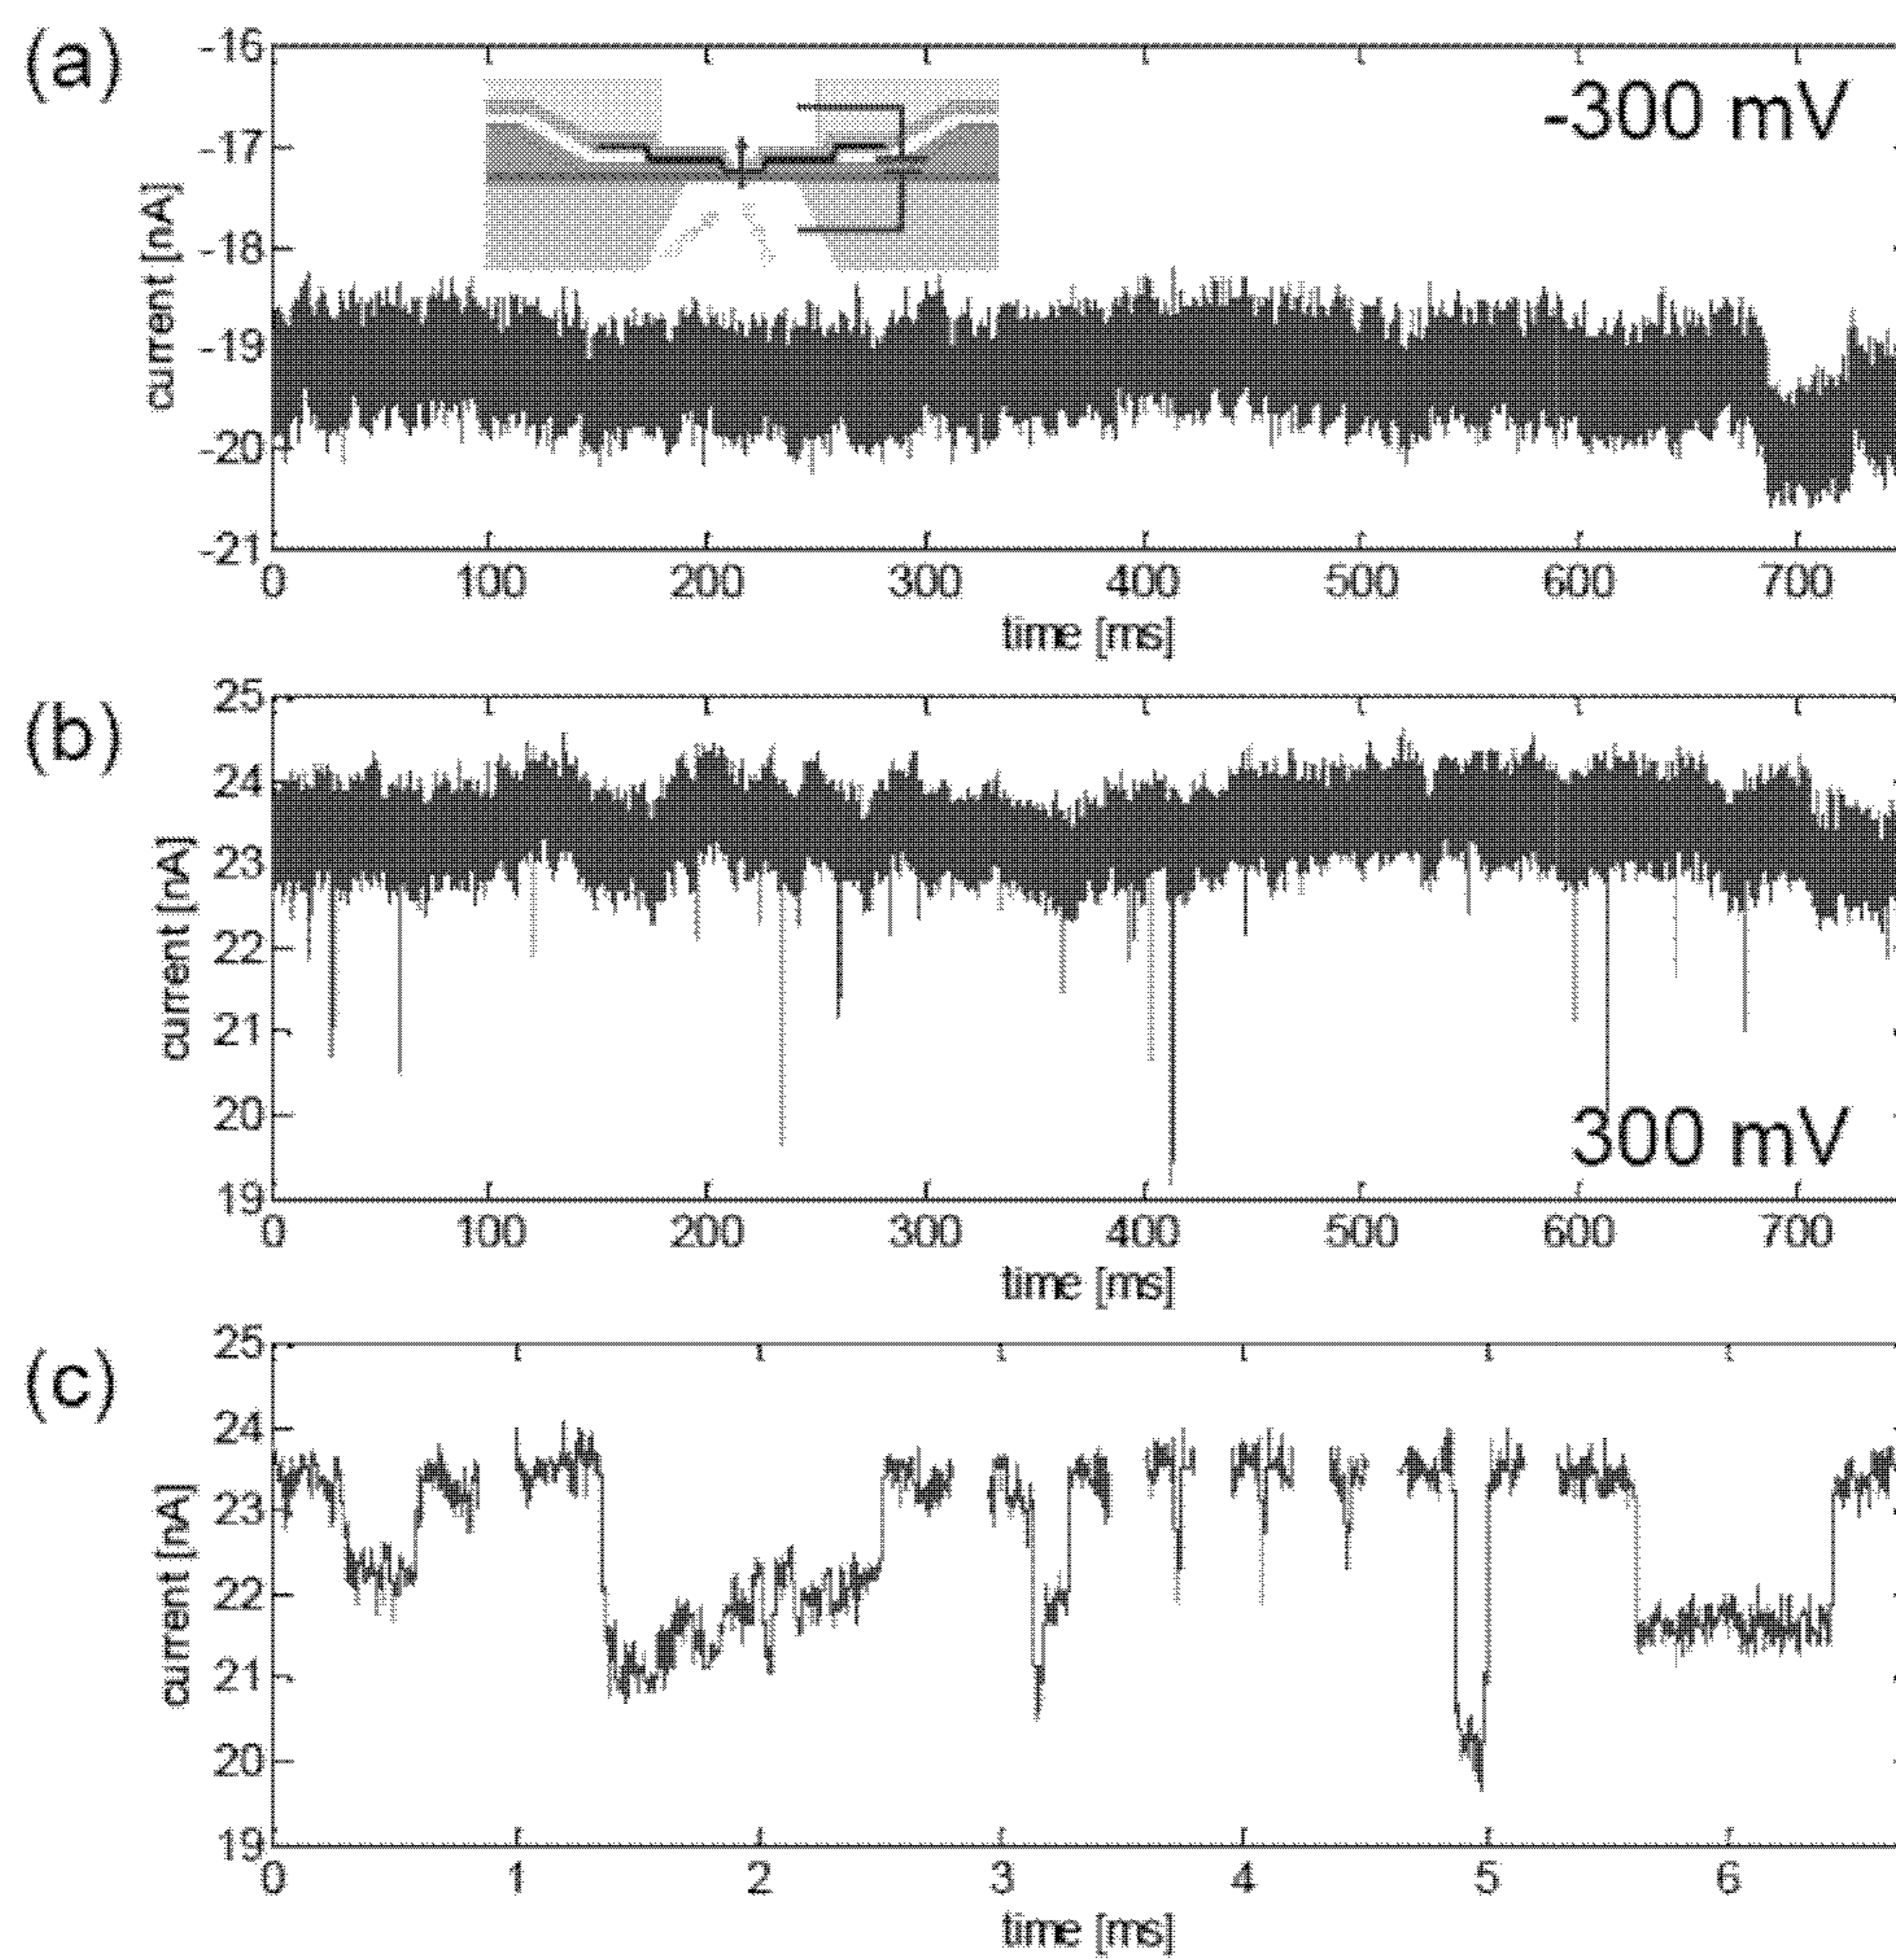 (a)
-300 mV
-16
-17
-18
-19
-20
-21
current [nA]
0 100 200 300 400 500 600 700
time [ms]
(b)
25
24
23
22
21
20
19
current [nA]
300 mV
0 100 200 300 400 500 600 700
time [ms]
(c)
25
24
23
22
21
20
19
current [nA]
0 1 2 3 4 5 6
time [ms]